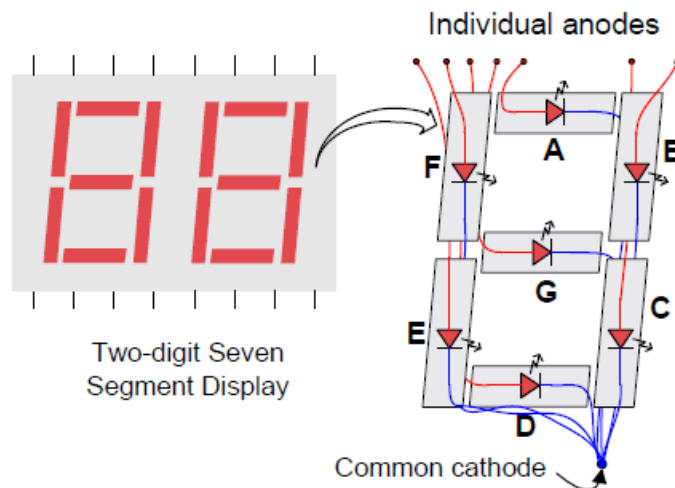 Individual anodes
A
F
G
C
E
D
Two-digit Seven
Segment Display
Common cathode